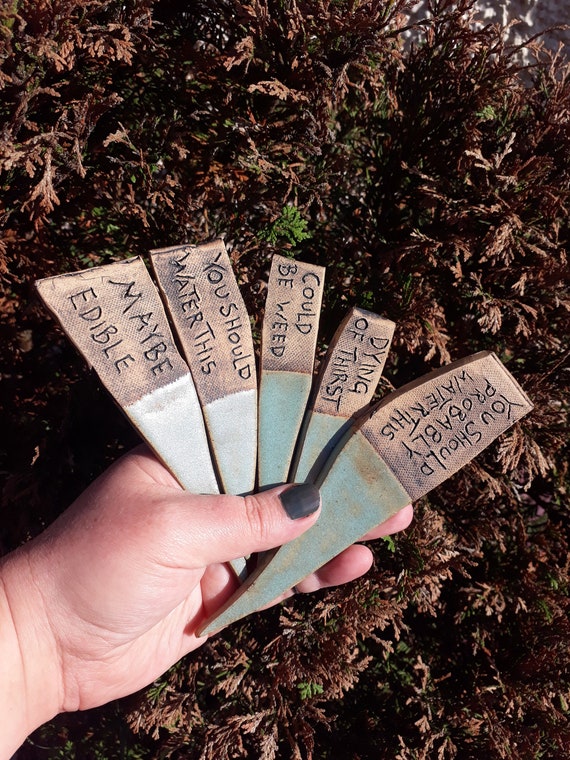 MAYBE
EDIBLE
YOU SHOULD
WATER THIS
COULD
BE WEED
DYING
OF THIRST
YOU SHOULD
PROBABLY
WATER THIS